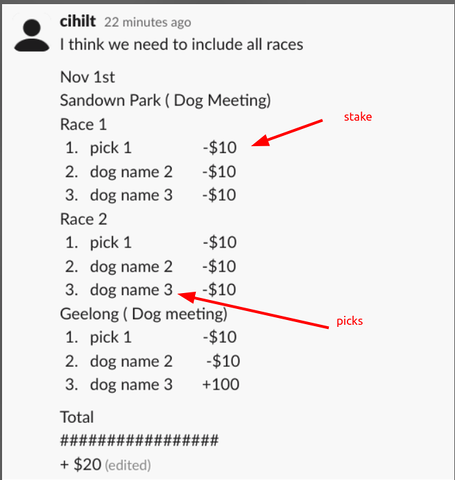 cihilt 22 minutes ago
I think we need to include all races
Nov 1st
Sandown Park ( Dog Meeting)
Race 1
1. pick 1 -$10
stake
2. dog name 2 -$10
3. dog name 3 -$10
Race 2
1. pick 1 -$10
2. dog name 2 -$10
3. dog name 3 -$10
Geelong ( Dog meeting)
picks
1. pick 1 -$10
2. dog name 2 -$10
3. dog name 3 +100
Total
#################
+ $20 (edited)